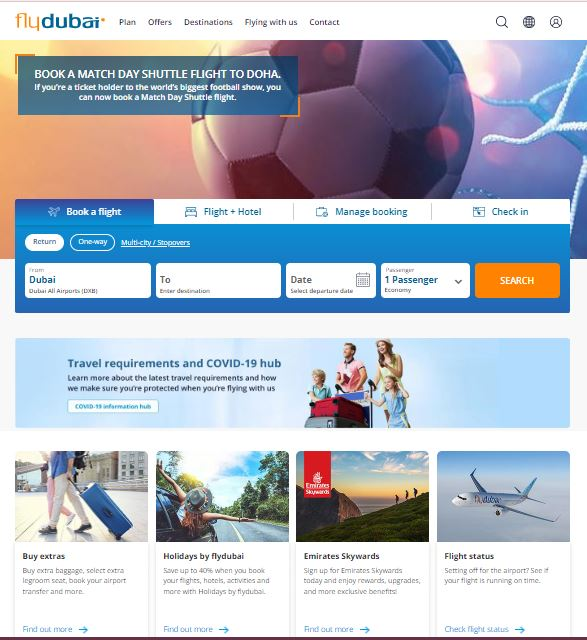 flydubai
Plan Offers Destinations Flying with us Contact
BOOK A MATCH DAY SHUTTLE FLIGHT TO DOHA.
If you're a ticket holder to the world's biggest football show, you
can now book a Match Day Shuttle flight.
Book a flight
Flight + Hotel
Manage booking
Check in
Return
One-way
Multi-city / Stopovers
From
Dubai
Dubai All Airports (DXB)
To
Enter destination
Date
Select departure date
Passenger
1 Passenger
Economy
SEARCH
Travel requirements and COVID-19 hub
Learn more about the latest travel requirements and how
we make sure you're protected when you're flying with us
COVID-19 information hub
Buy extras
Buy extra baggage, select extra
legroom seat, book your airport
transfer and more.
Find out more
Holidays by flydubai
Save up to 40% when you book
your flights, hotels, activities and
more with Holidays by flydubai.
Find out more
Emirates
Skywards
Emirates Skywards
Sign up for Emirates Skywards
today and enjoy rewards, upgrades,
and more exclusive benefits!
Find out more
flydubai
Flight status
Setting off for the airport? See if
your flight is running on time.
Check flight status